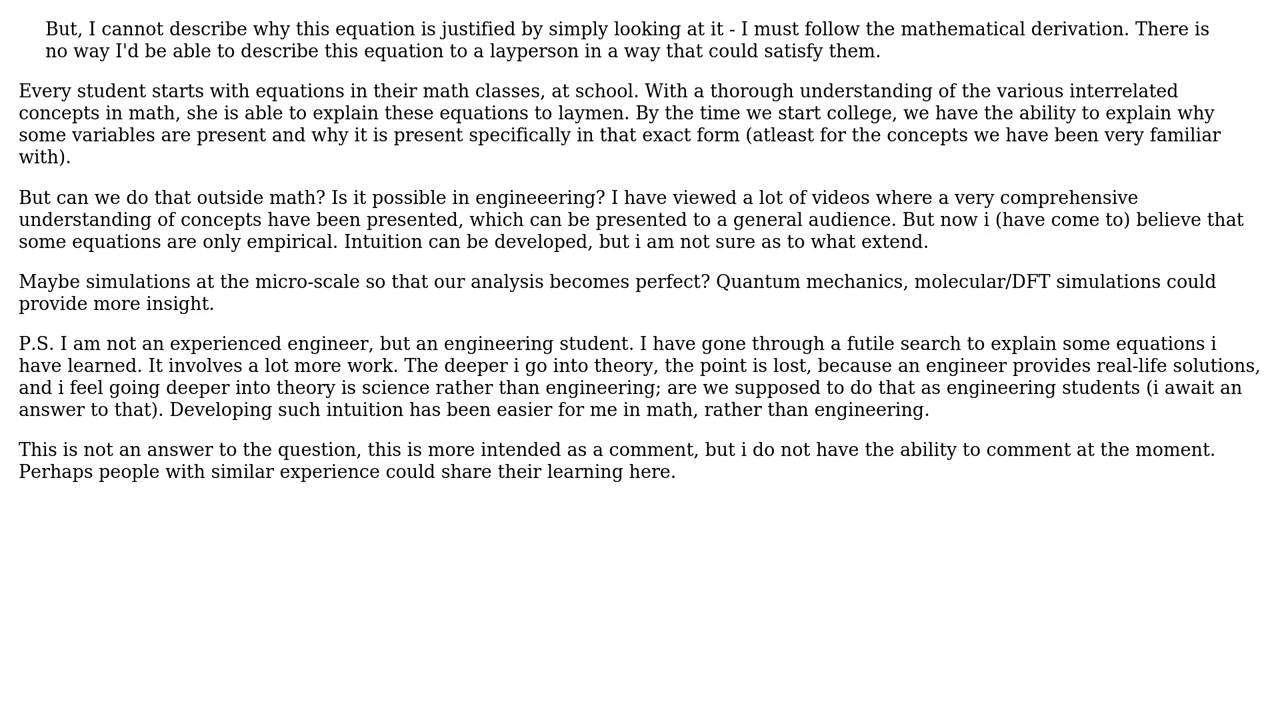 But, I cannot describe why this equation is justified by simply looking at it - I must follow the mathematical derivation. There is
no way I'd be able to describe this equation to a layperson in a way that could satisfy them.
Every student starts with equations in their math classes, at school. With a thorough understanding of the various interrelated
concepts in math, she is able to explain these equations to laymen. By the time we start college, we have the ability to explain why
some variables are present and why it is present specifically in that exact form (atleast for the concepts we have been very familiar
with).
But can we do that outside math? Is it possible in engineeering? I have viewed a lot of videos where a very comprehensive
understanding of concepts have been presented, which can be presented to a general audience. But now i (have come to) believe that
some equations are only empirical. Intuition can be developed, but i am not sure as to what extend.
Maybe simulations at the micro-scale so that our analysis becomes perfect? Quantum mechanics, molecular/DFT simulations could
provide more insight.
P.S. I am not an experienced engineer, but an engineering student. I have gone through a futile search to explain some equations i
have learned. It involves a lot more work. The deeper i go into theory, the point is lost, because an engineer provides real-life solutions,
and i feel going deeper into theory is science rather than engineering; are we supposed to do that as engineering students (i await an
answer to that). Developing such intuition has been easier for me in math, rather than engineering.
This is not an answer to the question, this is more intended as a comment, but i do not have the ability to comment at the moment.
Perhaps people with similar experience could share their learning here.